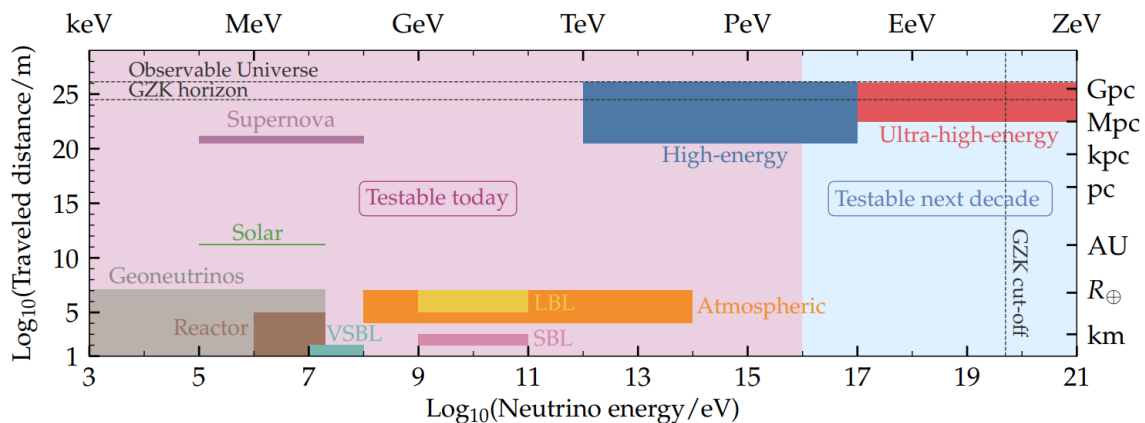 keV MeV GeV TeV PeV EeV ZeV
Log₁₀(Traveled distance/m)
25
20
15
10
5
1
Observable Universe
GZK horizon
Supernova
High-energy
Ultra-high-energy
Testable today
Testable next decade
Solar
Geoneutrinos
Reactor
VSBL
LBL
SBL
Atmospheric
GZK cut-off
Gpc
Mpc
kpc
pc
AU
R⊕
km
3 5 7 9 11 13 15 17 19 21
Log₁₀(Neutrino energy/eV)